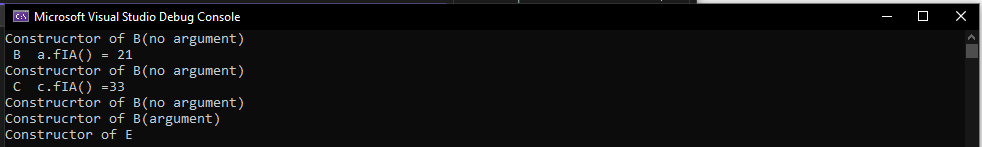 Microsoft Visual Studio Debug Console
Construcrtor of B(no argument)
 B  a.fIA() = 21
Construcrtor of B(no argument)
 C  c.fIA() =33
Construcrtor of B(no argument)
Construcrtor of B(argument)
Constructor of E